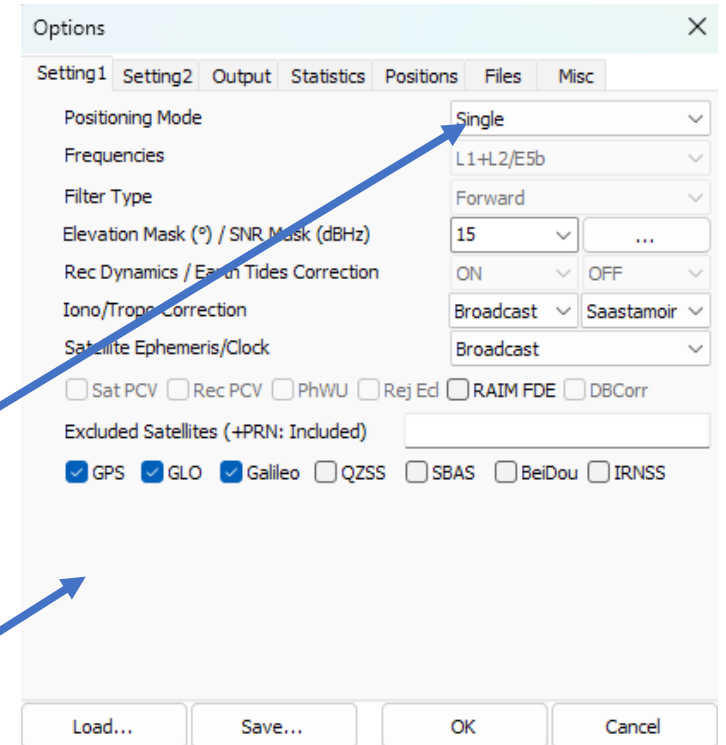 Options
Setting1 Setting2 Output Statistics Positions Files Misc
Positioning Mode Single
Frequencies L1+L2/E5b
Filter Type Forward
Elevation Mask (°) / SNR Mask (dBHz) 15 ...
Rec Dynamics / Earth Tides Correction ON OFF
Iono/Tropo Correction Broadcast Saastamoir
Satellite Ephemeris/Clock Broadcast
Sat PCV Rec PCV PhWU Rej Ecl RAIM FDE DBCorr
Excluded Satellites (+PRN: Included)
GPS GLO Galileo QZSS SBAS BeiDou IRNSS
Load... Save... OK Cancel